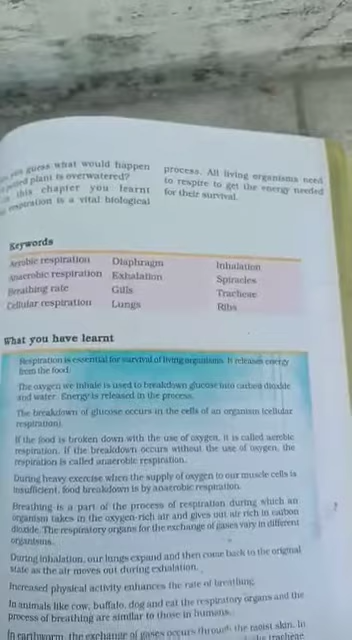 guess what would happen
potted plant is overwatered?
this chapter you learnt
respiration is a vital biological
process. All living organisms need
to respire to get the energy needed
for their survival.
Keywords
Aerobic respiration Diaphragm Inhalation
Anaerobic respiration Exhalation Spiracles
Breathing rate Gills Tracheae
Cellular respiration Lungs Ribs
What you have learnt
Respiration is essential for survival of living organisms. It releases energy
from the food.
The oxygen we inhale is used to breakdown glucose into carbon dioxide
and water. Energy is released in the process.
The breakdown of glucose occurs in the cells of an organism (cellular
respiration).
If the food is broken down with the use of oxygen, it is called aerobic
respiration. If the breakdown occurs without the use of oxygen, the
respiration is called anaerobic respiration.
During heavy exercise when the supply of oxygen to our muscle cells is
insufficient, food breakdown is by anaerobic respiration.
Breathing is a part of the process of respiration during which an
organism takes in the oxygen-rich air and gives out air rich in carbon
dioxide. The respiratory organs for the exchange of gases vary in different
organisms.
During inhalation, our lungs expand and then come back to the original
state as the air moves out during exhalation.
Increased physical activity enhances the rate of breathing.
In animals like cow, buffalo, dog and cat the respiratory organs and the
process of breathing are similar to those in humans.
In earthworm, the exchange of gases occurs through the moist skin. In
tracheae